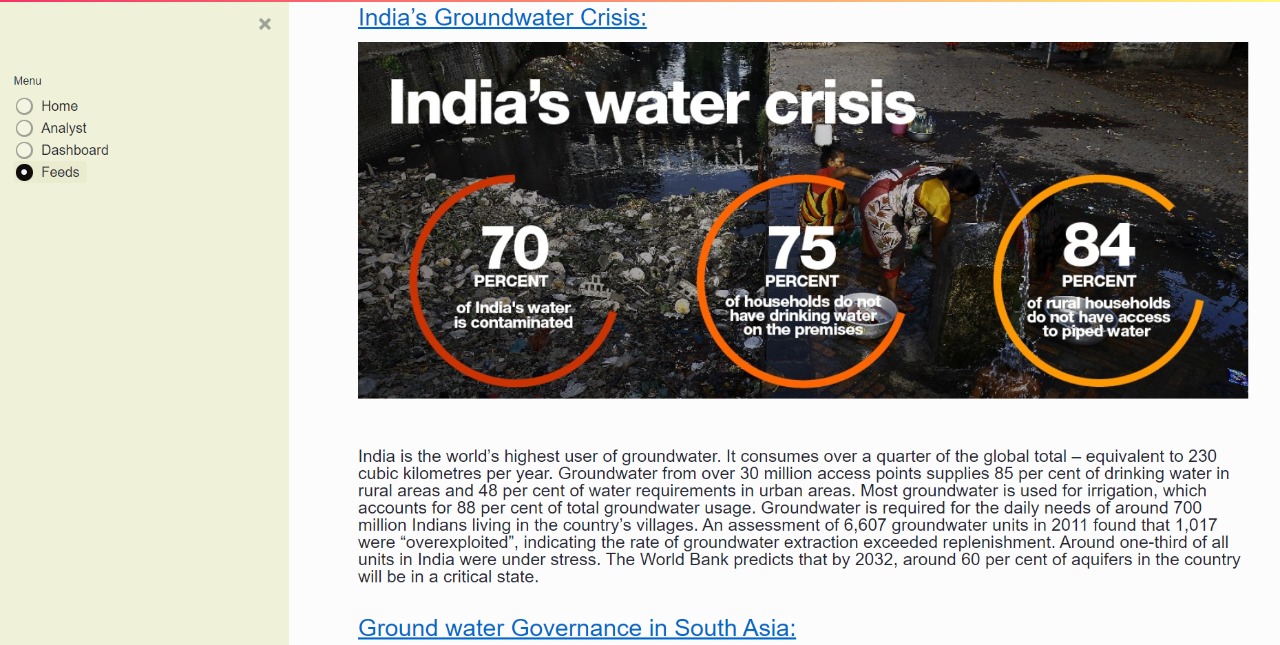 India’s Groundwater Crisis:
×
Menu
Home
Analyst
Dashboard
Feeds
India’s water crisis
70
PERCENT
of India's water
is contaminated
75
PERCENT
of households do not
have drinking water
on the premises
84
PERCENT
of rural households
do not have access
to piped water
India is the world’s highest user of groundwater. It consumes over a quarter of the global total – equivalent to 230
cubic kilometres per year. Groundwater from over 30 million access points supplies 85 per cent of drinking water in
rural areas and 48 per cent of water requirements in urban areas. Most groundwater is used for irrigation, which
accounts for 88 per cent of total groundwater usage. Groundwater is required for the daily needs of around 700
million Indians living in the country’s villages. An assessment of 6,607 groundwater units in 2011 found that 1,017
were “overexploited”, indicating the rate of groundwater extraction exceeded replenishment. Around one-third of all
units in India were under stress. The World Bank predicts that by 2032, around 60 per cent of aquifers in the country
will be in a critical state.
Ground water Governance in South Asia: